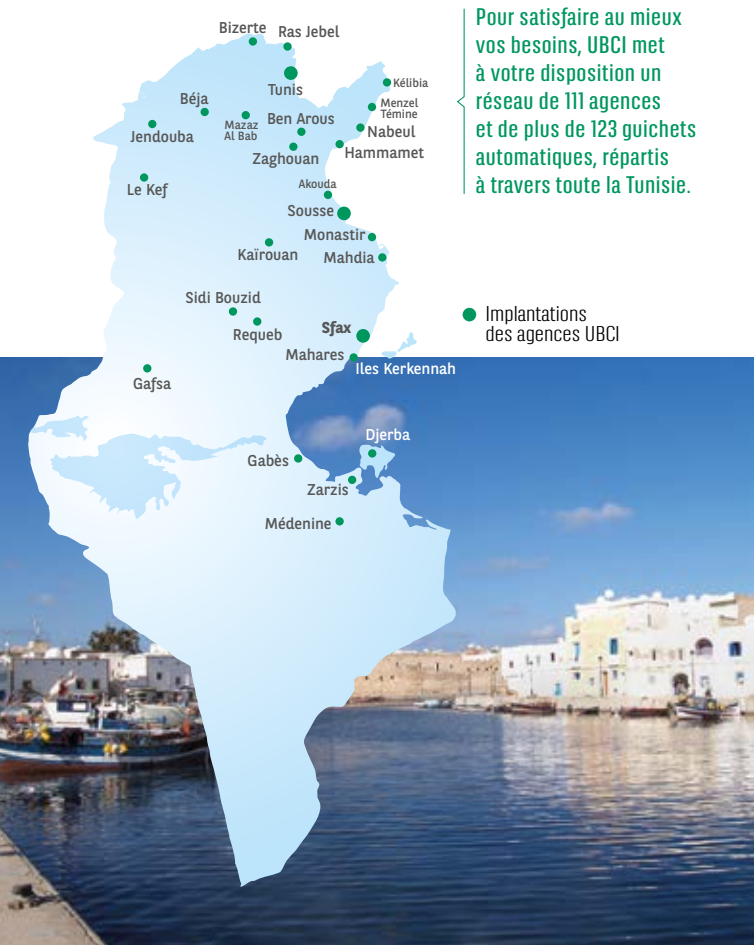 Pour satisfaire au mieux
vos besoins, UBCI met
à votre disposition un
réseau de 111 agences
et de plus de 123 guichets
automatiques, répartis
à travers toute la Tunisie.
Bizerte
Ras Jebel
Tunis
Kélibia
Menzel
Témine
Béja
Mazaz
Al Bab
Ben Arous
Nabeul
Jendouba
Zaghouan
Hammamet
Le Kef
Akouda
Sousse
Monastir
Kaïrouan
Mahdia
Sidi Bouzid
Requeb
Sfax
Implantations
des agences UBCI
Mahares
Iles Kerkennah
Gafsa
Djerba
Gabès
Zarzis
Médenine